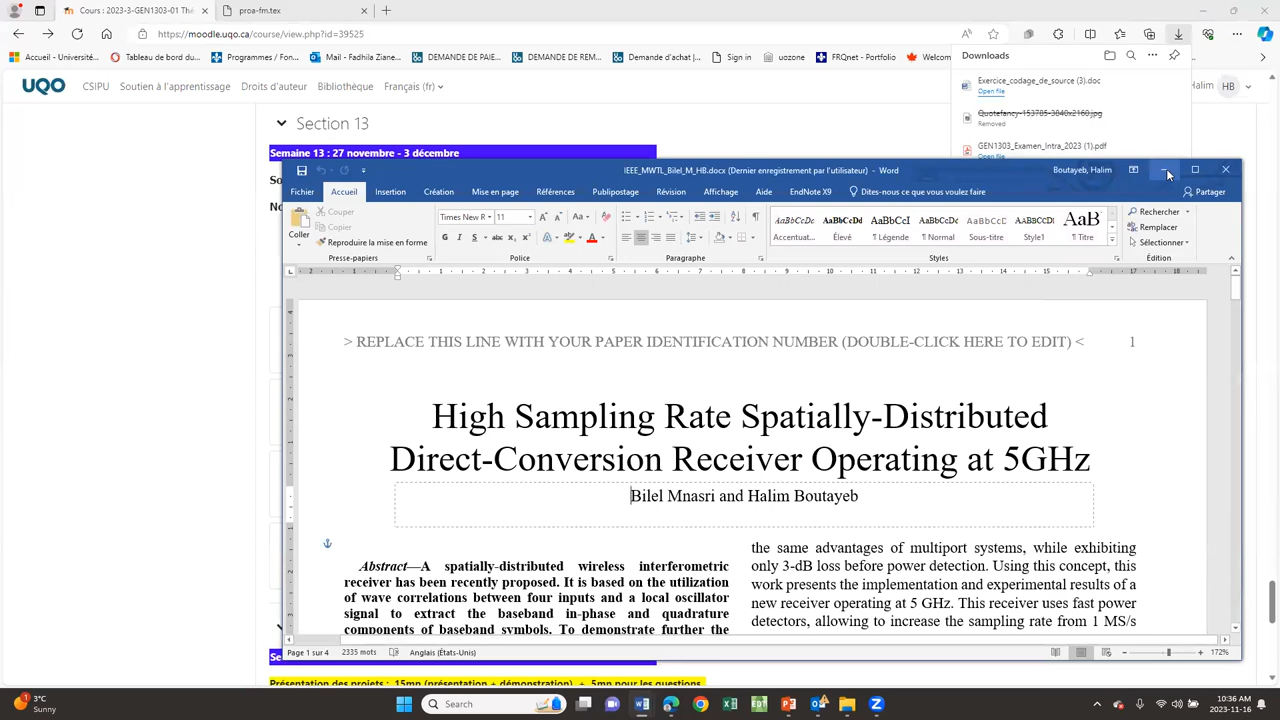 Cours : 2023-3-GEN1303-01 Thé
proa-fm.tex
https://moodle.uqo.ca/course/view.php?id=39525
Accueil - Université...
Tableau de bord du...
Programmes / Fon...
Mail - Fadhila Ziane...
DEMANDE DE PAIE...
DEMANDE DE REM...
Demande d'achat |...
Sign in
uozone
FRQnet - Portfolio
Welcom
Downloads
Exercice_codage_de_source (3).doc
Open file
Quotefancy-153785-3840x2160.jpg
Removed
GEN1303_Examen_Intra_2023 (1).pdf
Open file
UQO
CSIPU
Soutien à l'apprentissage
Droits d'auteur
Bibliothèque
Français (fr)
Halim
HB
Section 13
Semaine 13 : 27 novembre - 3 décembre
IEEE_MWTL_Bilel_M_HB.docx (Dernier enregistrement par l'utilisateur) - Word
Boutayeb, Halim
Fichier
Accueil
Insertion
Création
Mise en page
Références
Publipostage
Révision
Affichage
Aide
EndNote X9
Dites-nous ce que vous voulez faire
Partager
Coller
Couper
Copier
Reproduire la mise en forme
Presse-papiers
Times New R
11
Police
Paragraphe
AaBbCcDd
AaBbCcDd
AaBbCcI
AaBbCcDd
AaBbCcD
AaBbCcDd
AaB
Accentuat...
Élevé
¶ Légende
¶ Normal
Sous-titre
Style1
¶ Titre
Styles
Rechercher
Remplacer
Sélectionner
Édition
> REPLACE THIS LINE WITH YOUR PAPER IDENTIFICATION NUMBER (DOUBLE-CLICK HERE TO EDIT) < 1
High Sampling Rate Spatially-Distributed
Direct-Conversion Receiver Operating at 5GHz
Bilel Mnasri and Halim Boutayeb
Abstract—A spatially-distributed wireless interferometric
receiver has been recently proposed. It is based on the utilization
of wave correlations between four inputs and a local oscillator
signal to extract the baseband in-phase and quadrature
components of baseband symbols. To demonstrate further the
the same advantages of multiport systems, while exhibiting
only 3-dB loss before power detection. Using this concept, this
work presents the implementation and experimental results of a
new receiver operating at 5 GHz. This receiver uses fast power
detectors, allowing to increase the sampling rate from 1 MS/s
Page 1 sur 4
2335 mots
Anglais (États-Unis)
172%
Présentation des projets : 15mn (présentation + démonstration) + 5mn pour les questions
3°C
Sunny
Search
10:36 AM
2023-11-16